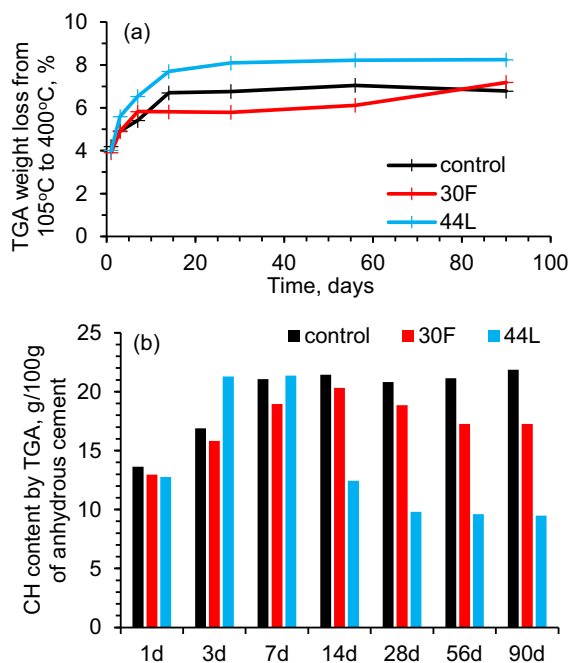 (a)
TGA weight loss from
105°C to 400°C, %
10
8
6
4
2
0
control
30F
44L
0 20 40 60 80 100
Time, days
(b)
control 30F 44L
CH content by TGA, g/100g
of anhydrous cement
25
20
15
10
5
0
1d 3d 7d 14d 28d 56d 90d